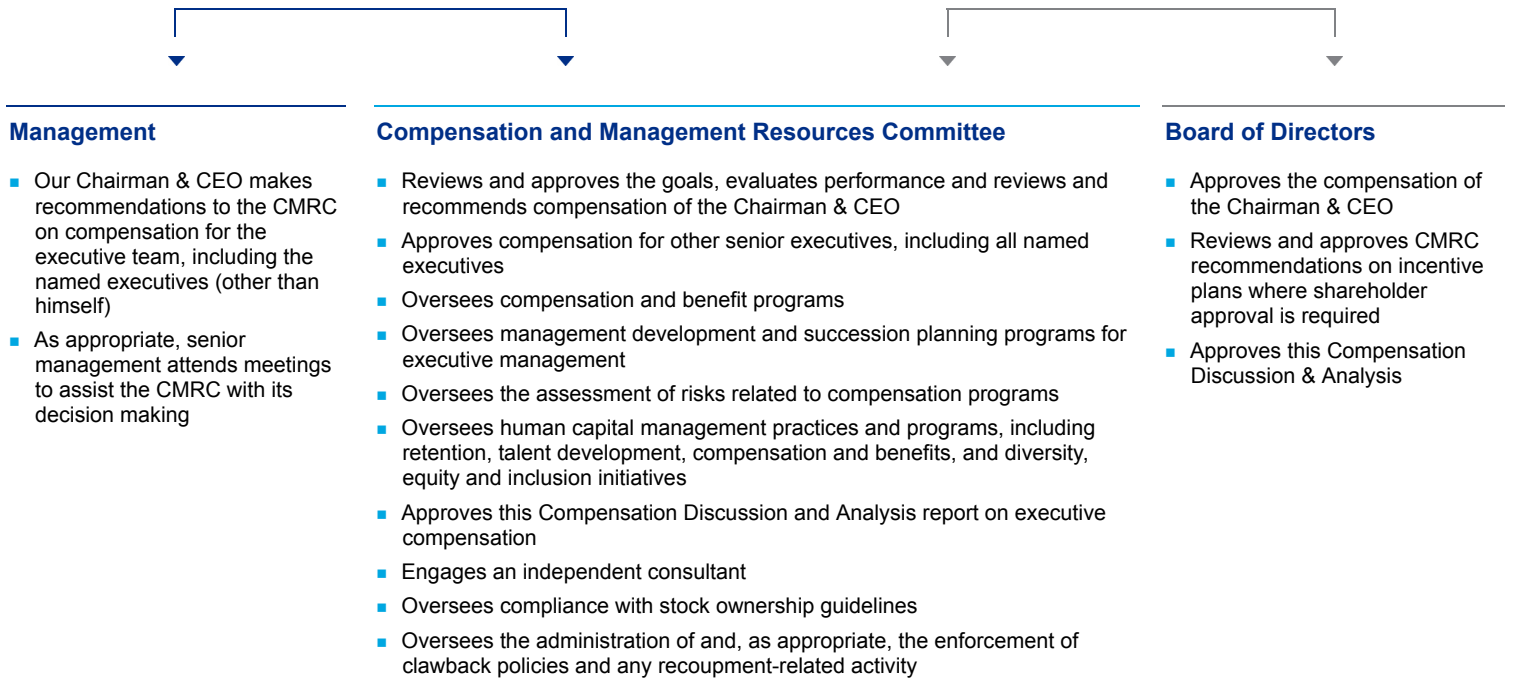 Management
■ Our Chairman & CEO makes
recommendations to the CMRC
on compensation for the
executive team, including the
named executives (other than
himself)
■ As appropriate, senior
management attends meetings
to assist the CMRC with its
decision making
Compensation and Management Resources Committee
■ Reviews and approves the goals, evaluates performance and reviews and
recommends compensation of the Chairman & CEO
■ Approves compensation for other senior executives, including all named
executives
■ Oversees compensation and benefit programs
■ Oversees management development and succession planning programs for
executive management
■ Oversees the assessment of risks related to compensation programs
■ Oversees human capital management practices and programs, including
retention, talent development, compensation and benefits, and diversity,
equity and inclusion initiatives
■ Approves this Compensation Discussion and Analysis report on executive
compensation
■ Engages an independent consultant
■ Oversees compliance with stock ownership guidelines
■ Oversees the administration of and, as appropriate, the enforcement of
clawback policies and any recoupment-related activity
Board of Directors
■ Approves the compensation of
the Chairman & CEO
■ Reviews and approves CMRC
recommendations on incentive
plans where shareholder
approval is required
■ Approves this Compensation
Discussion & Analysis